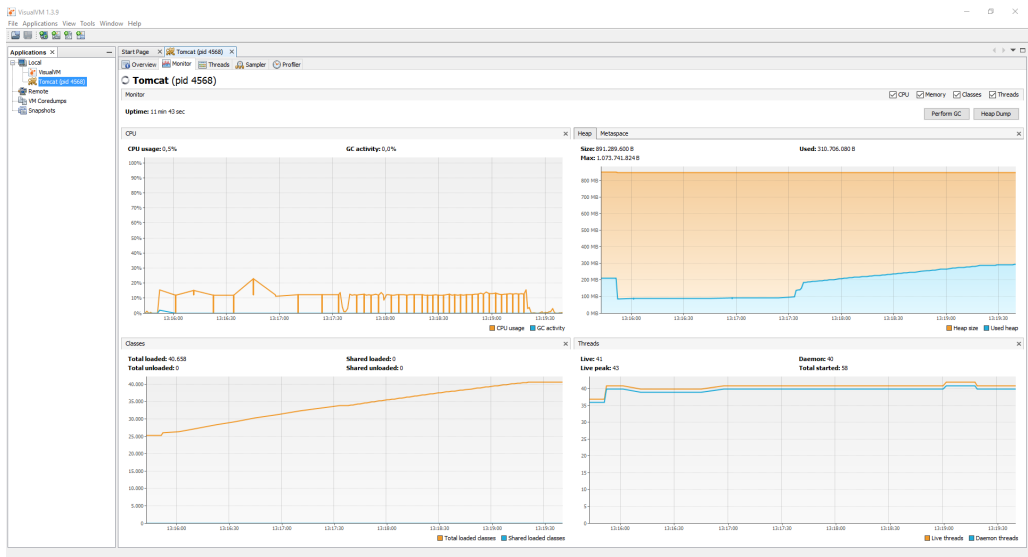 VisualVM 1.3.9
File Applications View Tools Window Help
Applications
Local
VisualVM
Tomcat (pid 4568)
Remote
VM Coredumps
Snapshots
Start Page
Tomcat (pid 4568)
Overview Monitor Threads Sampler Profiler
Tomcat (pid 4568)
Monitor
CPU Memory Classes Threads
Uptime: 11 min 43 sec
Perform GC Heap Dump
CPU
CPU usage: 0,5% GC activity: 0,0%
100%
90%
80%
70%
60%
50%
40%
30%
20%
10%
0%
13:16:00 13:16:30 13:17:00 13:17:30 13:18:00 13:18:30 13:19:00 13:19:30
CPU usage GC activity
Heap Metaspace
Size: 891.289.600 B Used: 310.706.080 B
Max: 1.073.741.824 B
800 MB
700 MB
600 MB
500 MB
400 MB
300 MB
200 MB
100 MB
0 MB
13:16:00 13:16:30 13:17:00 13:17:30 13:18:00 13:18:30 13:19:00 13:19:30
Heap size Used heap
Classes
Total loaded: 40.658 Shared loaded: 0
Total unloaded: 0 Shared unloaded: 0
40.000
35.000
30.000
25.000
20.000
15.000
10.000
5.000
0
13:16:00 13:16:30 13:17:00 13:17:30 13:18:00 13:18:30 13:19:00 13:19:30
Total loaded classes Shared loaded classes
Threads
Live: 41 Daemon: 40
Live peak: 43 Total started: 58
40
35
30
25
20
15
10
5
0
13:16:00 13:16:30 13:17:00 13:17:30 13:18:00 13:18:30 13:19:00 13:19:30
Live threads Daemon threads